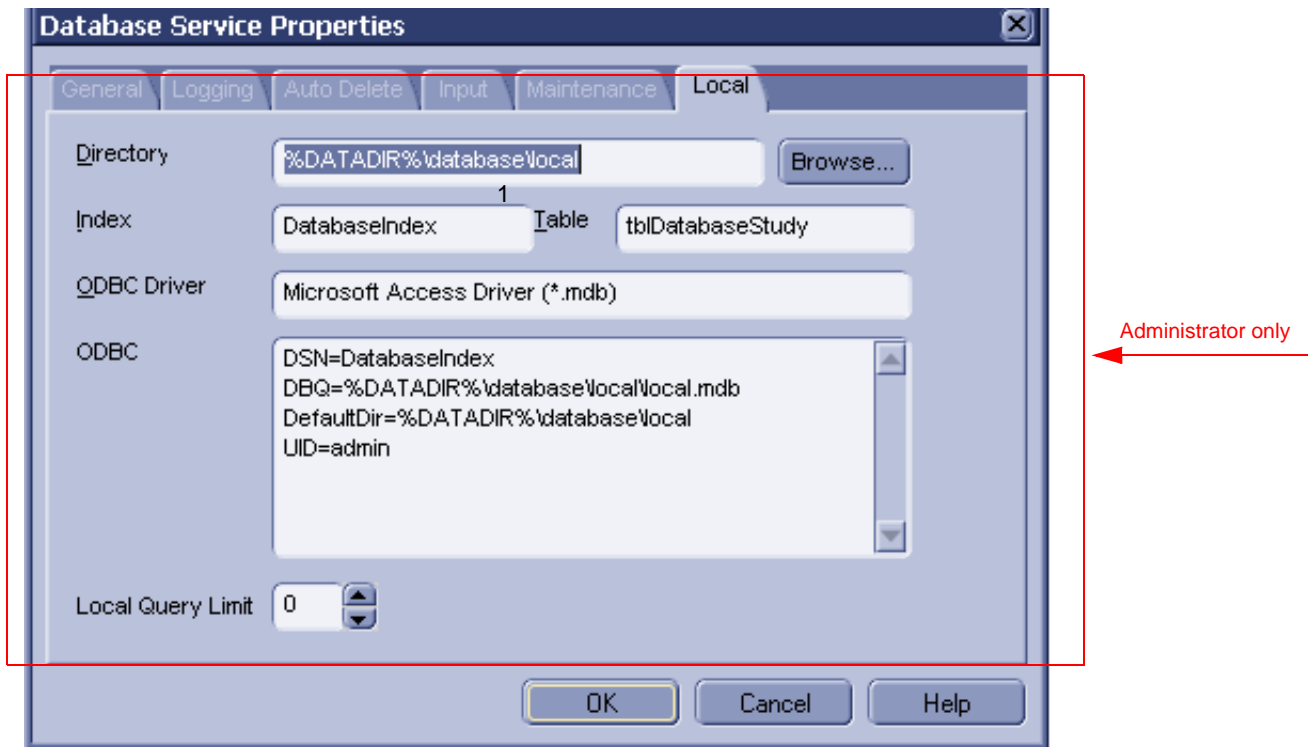 Database Service Properties
General Logging Auto Delete Input Maintenance Local
Directory %DATADIR%\database\local Browse...
1
Index DatabaseIndex Table tblDatabaseStudy
ODBC Driver Microsoft Access Driver (*.mdb)
ODBC DSN=DatabaseIndex
DBQ=%DATADIR%\database\local\local.mdb
DefaultDir=%DATADIR%\database\local
UID=admin
Administrator only
Local Query Limit 0
OK Cancel Help